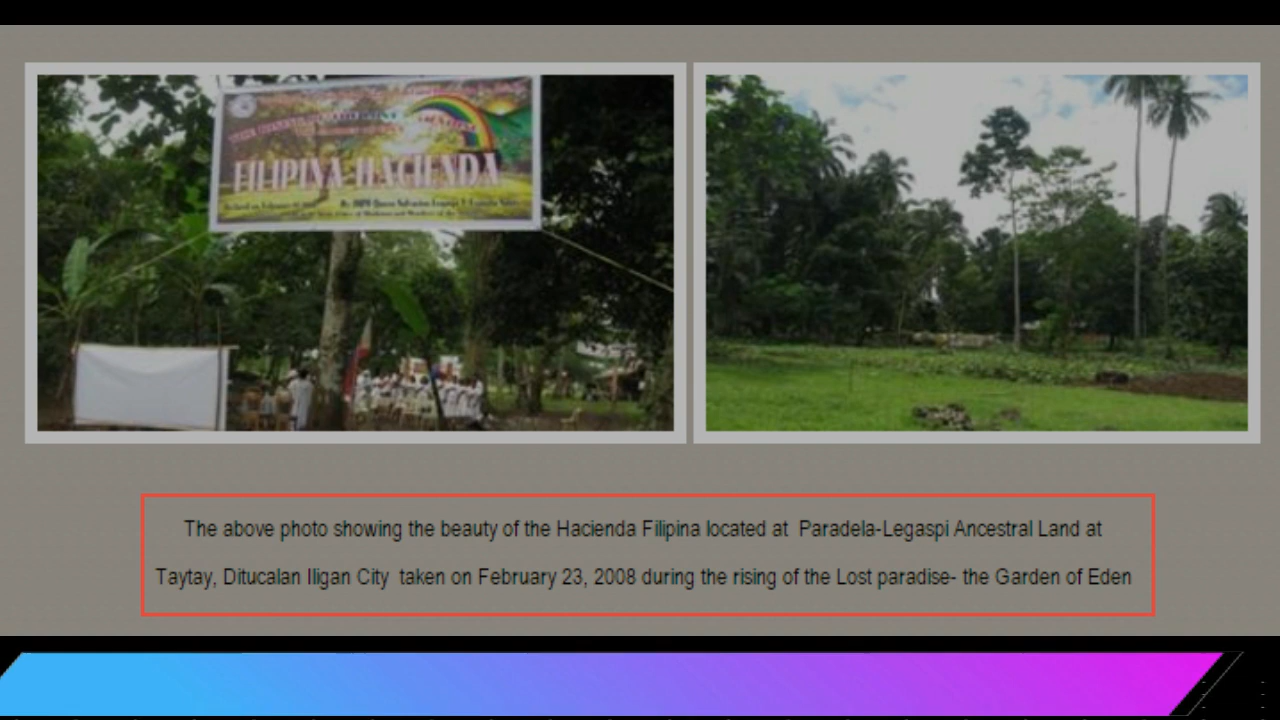 FILIPINA HACIENDA
The above photo showing the beauty of the Hacienda Filipina located at Paradela-Legaspi Ancestral Land at
Taytay, Ditucalan Iligan City taken on February 23, 2008 during the rising of the Lost paradise- the Garden of Eden